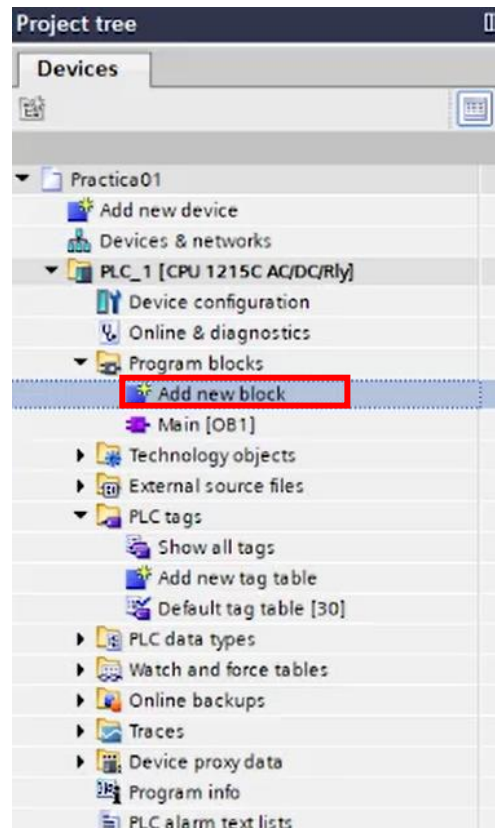 Project tree
Devices
Practica01
Add new device
Devices & networks
PLC_1 [CPU 1215C AC/DC/Rly]
Device configuration
Online & diagnostics
Program blocks
Add new block
Main [OB1]
Technology objects
External source files
PLC tags
Show all tags
Add new tag table
Default tag table [30]
PLC data types
Watch and force tables
Online backups
Traces
Device proxy data
Program info
PLC alarm text lists